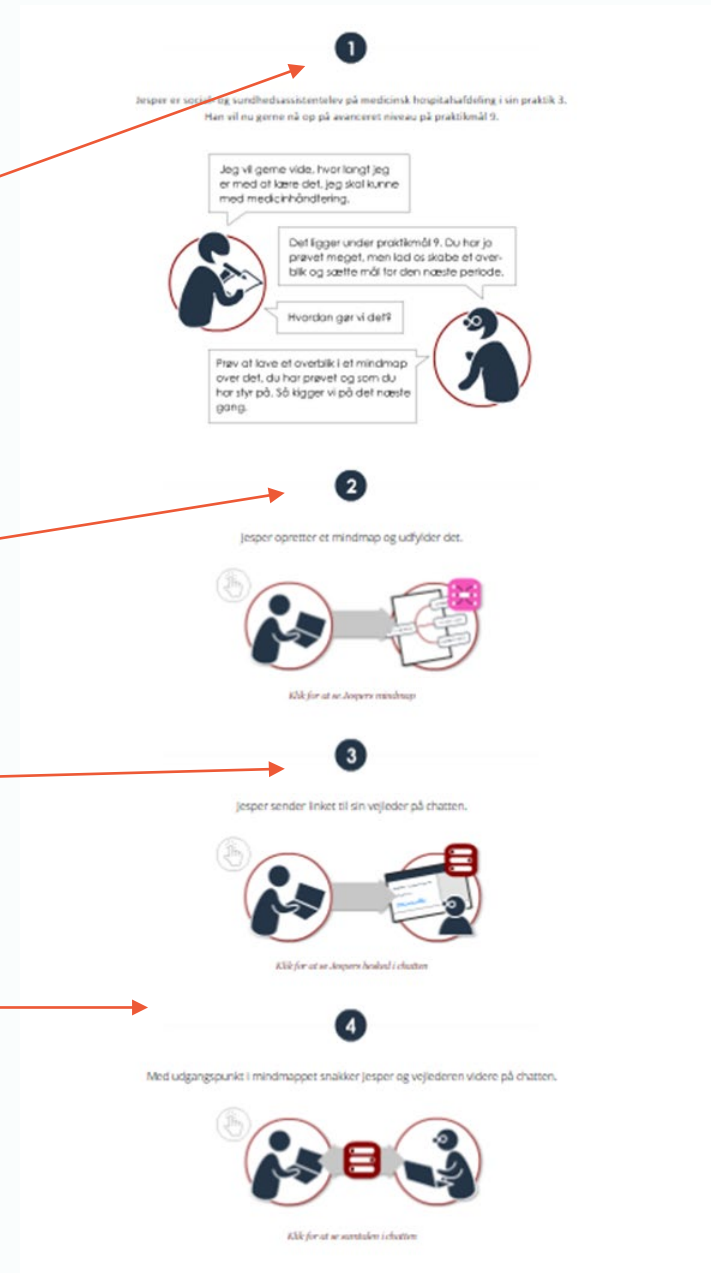 1
Jesper er social- og sundhedsassistentelev på medicinsk hospitalsafdeling i sin praktik 3.
Han vil nu gerne nå op på avanceret niveau på praktikmål 9.
Jeg vil gerne vide, hvor langt jeg
er med at lære det, jeg skal kunne
med medicinhåndtering.
Det ligger under praktikmål 9. Du har jo
prøvet meget, men lad os skabe et over-
blik og sætte mål for den næste periode.
Hvordan gør vi det?
Prøv at lave et overblik i et mindmap
over det, du har prøvet og som du
har styr på. Så kigger vi på det næste
gang.
2
Jesper opretter et mindmap og udfylder det.
Klik for at se Jespers mindmap
3
Jesper sender linket til sin vejleder på chatten.
Klik for at se Jespers besked i chatten
4
Med udgangspunkt i mindmappet snakker Jesper og vejlederen videre på chatten.
Klik for at se samtalen i chatten